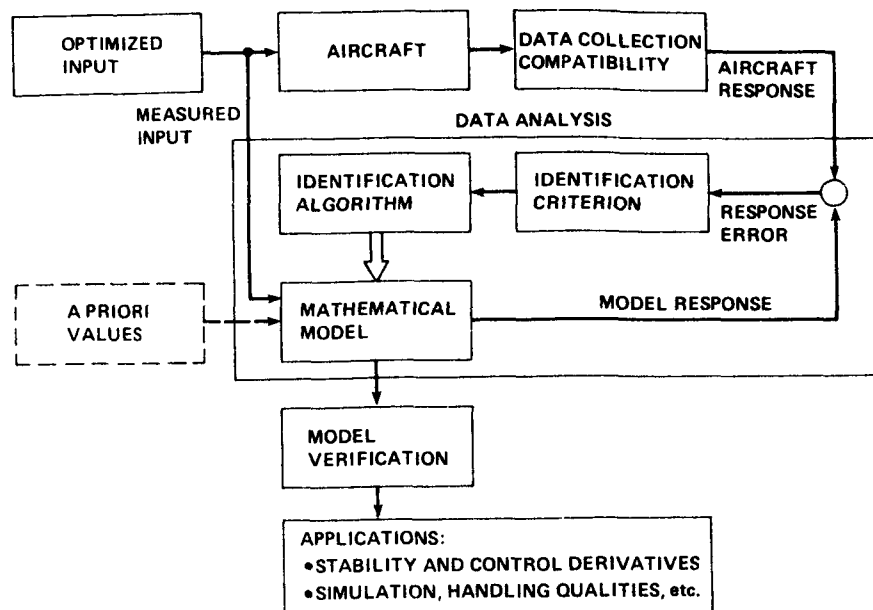 OPTIMIZED
INPUT
AIRCRAFT
DATA COLLECTION
COMPATIBILITY
AIRCRAFT
RESPONSE
MEASURED
INPUT
DATA ANALYSIS
IDENTIFICATION
ALGORITHM
IDENTIFICATION
CRITERION
RESPONSE
ERROR
A PRIORI
VALUES
MATHEMATICAL
MODEL
MODEL RESPONSE
MODEL
VERIFICATION
APPLICATIONS:
•STABILITY AND CONTROL DERIVATIVES
•SIMULATION, HANDLING QUALITIES, etc.